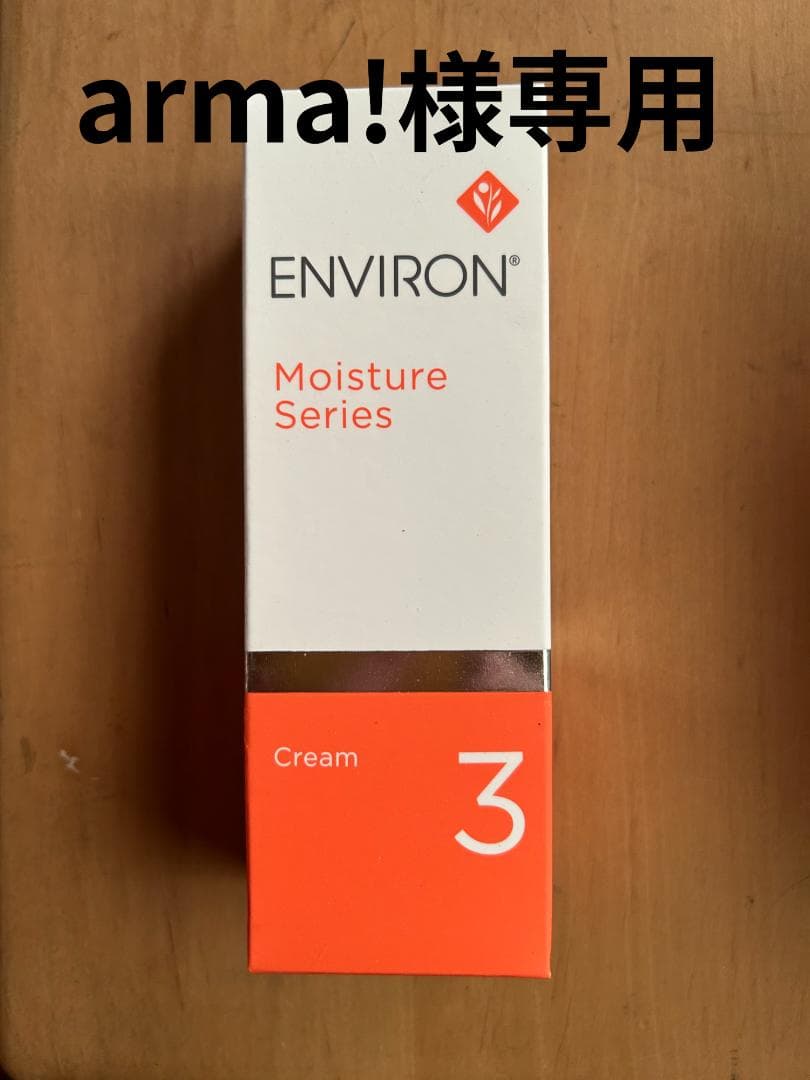 arma!様専用
ENVIRON®
Moisture
Series
Cream
3